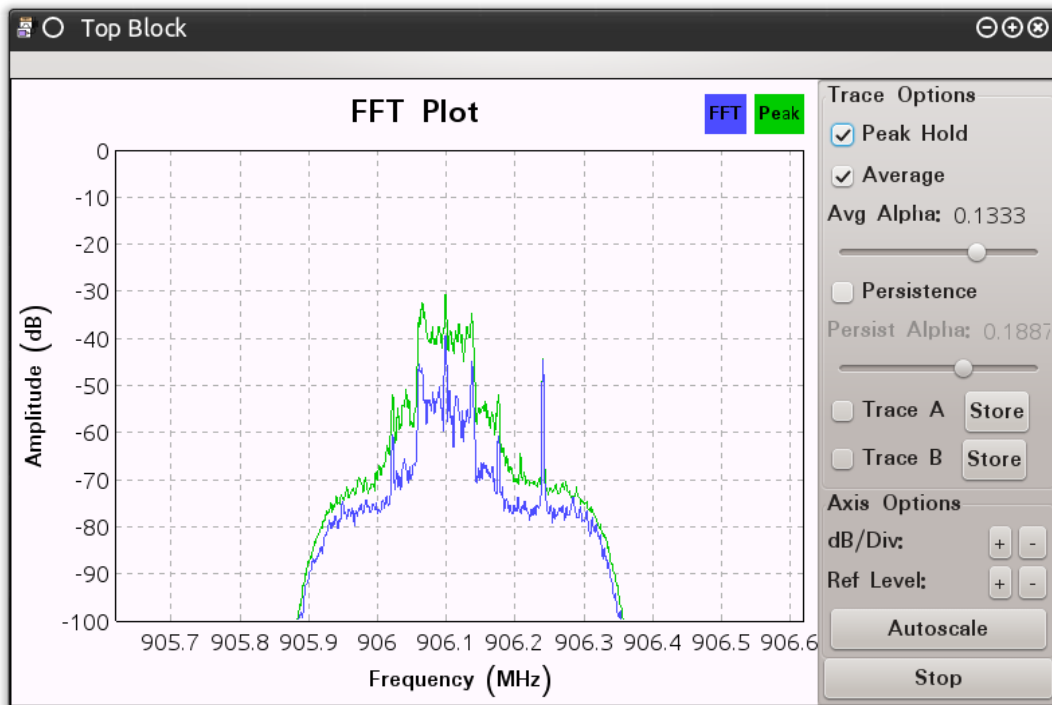 Top Block
FFT Plot
FFT
Peak
0
-10
-20
-30
-40
-50
-60
-70
-80
-90
-100
Amplitude (dB)
905.7 905.8 905.9 906 906.1 906.2 906.3 906.4 906.5 906.6
Frequency (MHz)
Trace Options
Peak Hold
Average
Avg Alpha: 0.1333
Persistence
Persist Alpha: 0.1887
Trace A Store
Trace B Store
Axis Options
dB/Div: + -
Ref Level: + -
Autoscale
Stop